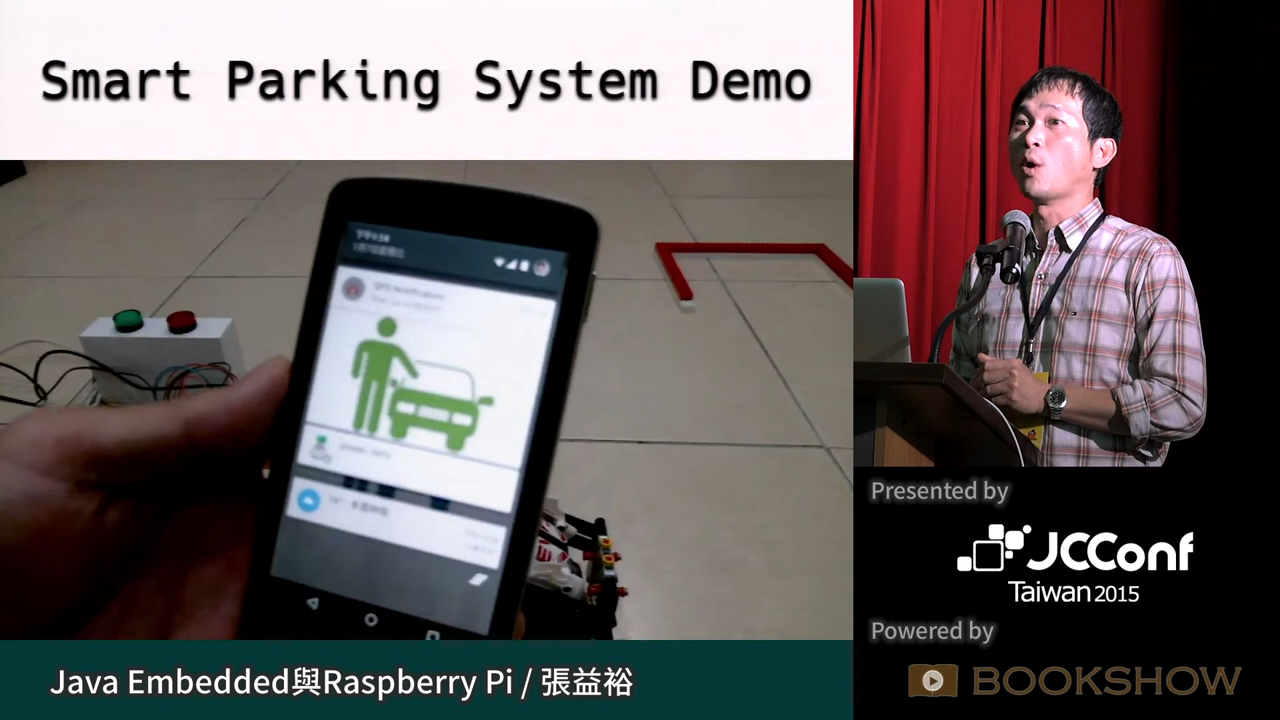 Smart Parking System Demo
Java Embedded與Raspberry Pi / 張益裕
Presented by
JCConf
Taiwan 2015
Powered by
BOOKSHOW